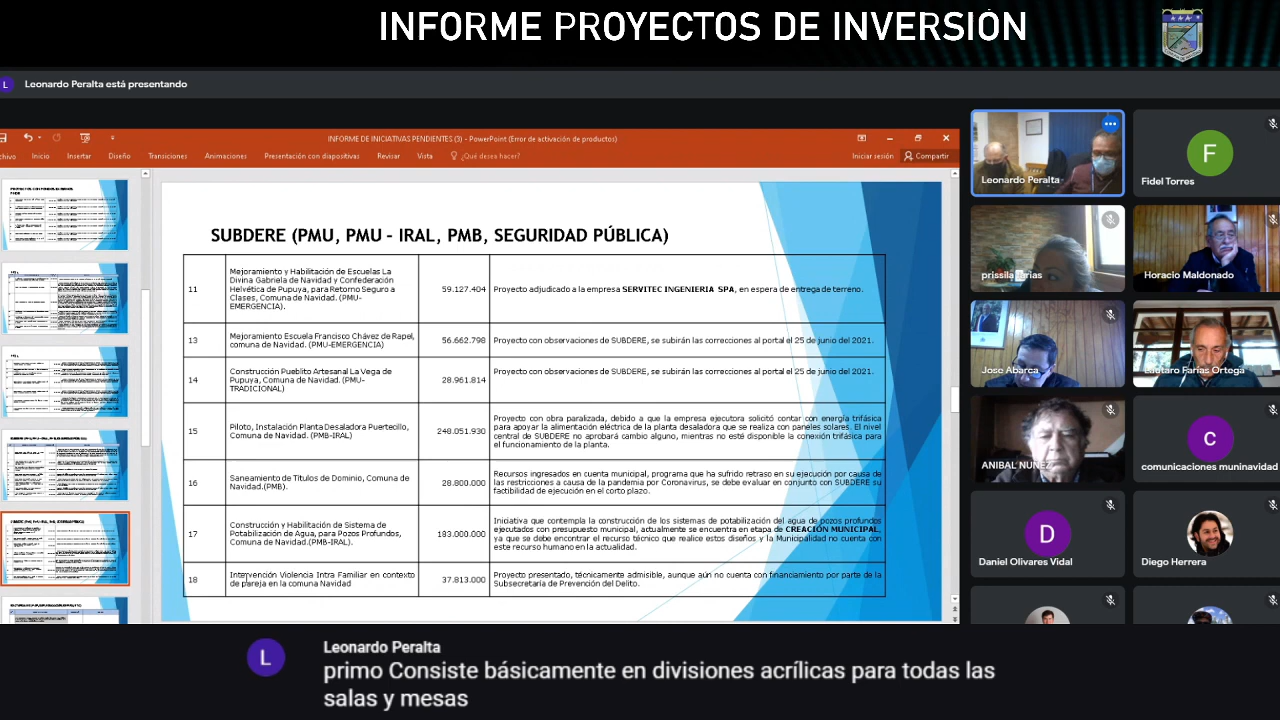 INFORME PROYECTOS DE INVERSIÓN
L
Leonardo Peralta está presentando
INFORME DE INICIATIVAS PENDIENTES (3) - PowerPoint (Error de activación de productos)
Inicio Insertar Diseño Transiciones Animaciones Presentación con diapositivas Revisar Vista ¿Qué desea hacer? Iniciar sesión Compartir
SUBDERE (PMU, PMU – IRAL, PMB, SEGURIDAD PÚBLICA)
11
Mejoramiento y Habilitación de Escuelas La
Divina Gabriela de Navidad y Confederación
Helvética de Pupuya, para Retorno Seguro a
Clases, Comuna de Navidad. (PMU-
EMERGENCIA).
59.127.404
Proyecto adjudicado a la empresa SERVITEC INGENIERIA SPA, en espera de entrega de terreno.
13
Mejoramiento Escuela Francisco Chávez de Rapel,
comuna de Navidad. (PMU-EMERGENCIA)
56.662.798
Proyecto con observaciones de SUBDERE, se subirán las correcciones al portal el 25 de junio del 2021.
14
Construcción Pueblito Artesanal La Vega de
Pupuya, Comuna de Navidad. (PMU-
TRADICIONAL)
28.961.814
Proyecto con observaciones de SUBDERE, se subirán las correcciones al portal el 25 de junio del 2021.
15
Piloto, Instalación Planta Desaladora Puertecillo,
Comuna de Navidad. (PMB-IRAL)
248.051.930
Proyecto con obra paralizada, debido a que la empresa ejecutora solicitó contar con energía trifásica
para apoyar la alimentación eléctrica de la planta desaladora que se realiza con paneles solares. El nivel
central de SUBDERE no aprobará cambio alguno, mientras no esté disponible la conexión trifásica para
el funcionamiento de la planta.
16
Saneamiento de Títulos de Dominio, Comuna de
Navidad.(PMB).
28.800.000
Recursos ingresados en cuenta municipal, programa que ha sufrido retraso en su ejecución por causa de
las restricciones a causa de la pandemia por Coronavirus, se debe evaluar en conjunto con SUBDERE su
factibilidad de ejecución en el corto plazo.
17
Construcción y Habilitación de Sistema de
Potabilización de Agua, para Pozos Profundos,
Comuna de Navidad.(PMB-IRAL).
183.000.000
Iniciativa que contempla la construcción de los sistemas de potabilización del agua de pozos profundos
ejecutados con presupuesto municipal, actualmente se encuentra en etapa de CREACIÓN MUNICIPAL,
ya que se debe encontrar el recurso técnico que realice estos diseños y la Municipalidad no cuenta con
este recurso humano en la actualidad.
18
Intervención Violencia Intra Familiar en contexto
de pareja en la comuna Navidad
37.813.000
Proyecto presentado, técnicamente admisible, aunque aún no cuenta con financiamiento por parte de la
Subsecretaría de Prevención del Delito.
Leonardo Peralta
F
Fidel Torres
prissila farias
Horacio Maldonado
Jose Abarca
Lautaro Farias Ortega
ANIBAL NUÑEZ
C
comunicaciones muninavidad
D
Daniel Olivares Vidal
Diego Herrera
L
Leonardo Peralta
primo Consiste básicamente en divisiones acrílicas para todas las
salas y mesas